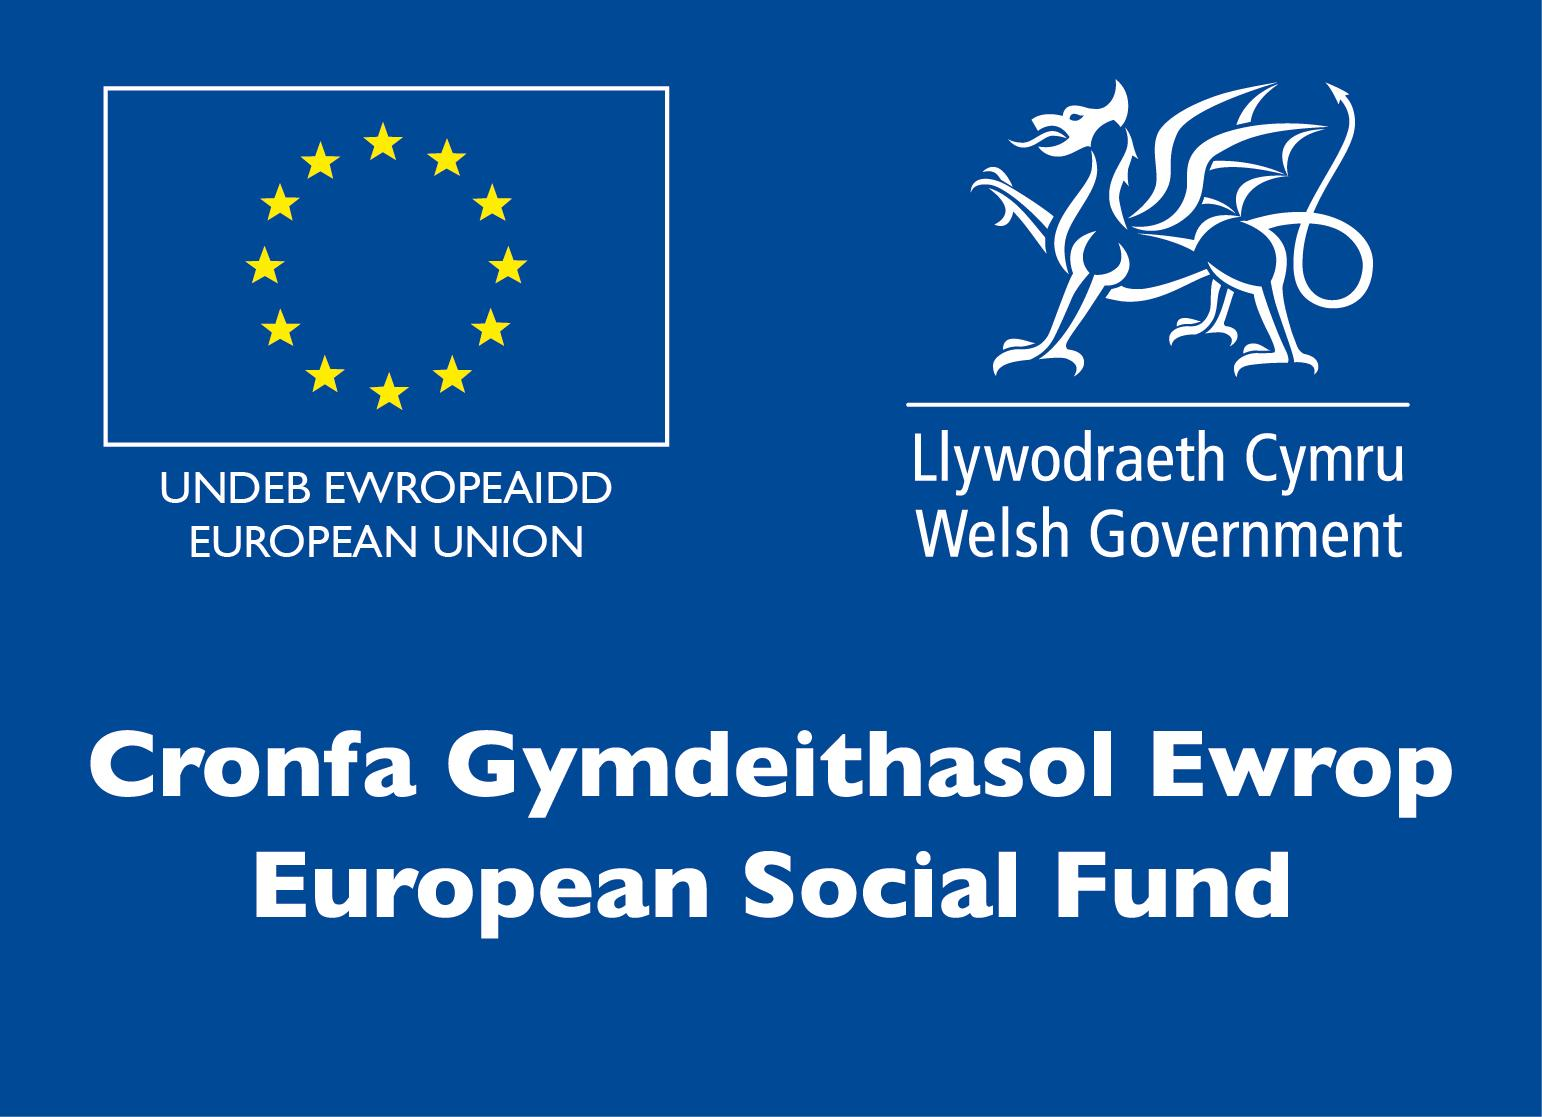 UNDEB EWROPEAIDD
EUROPEAN UNION
Llywodraeth Cymru
Welsh Government
Cronfa Gymdeithasol Ewrop
European Social Fund